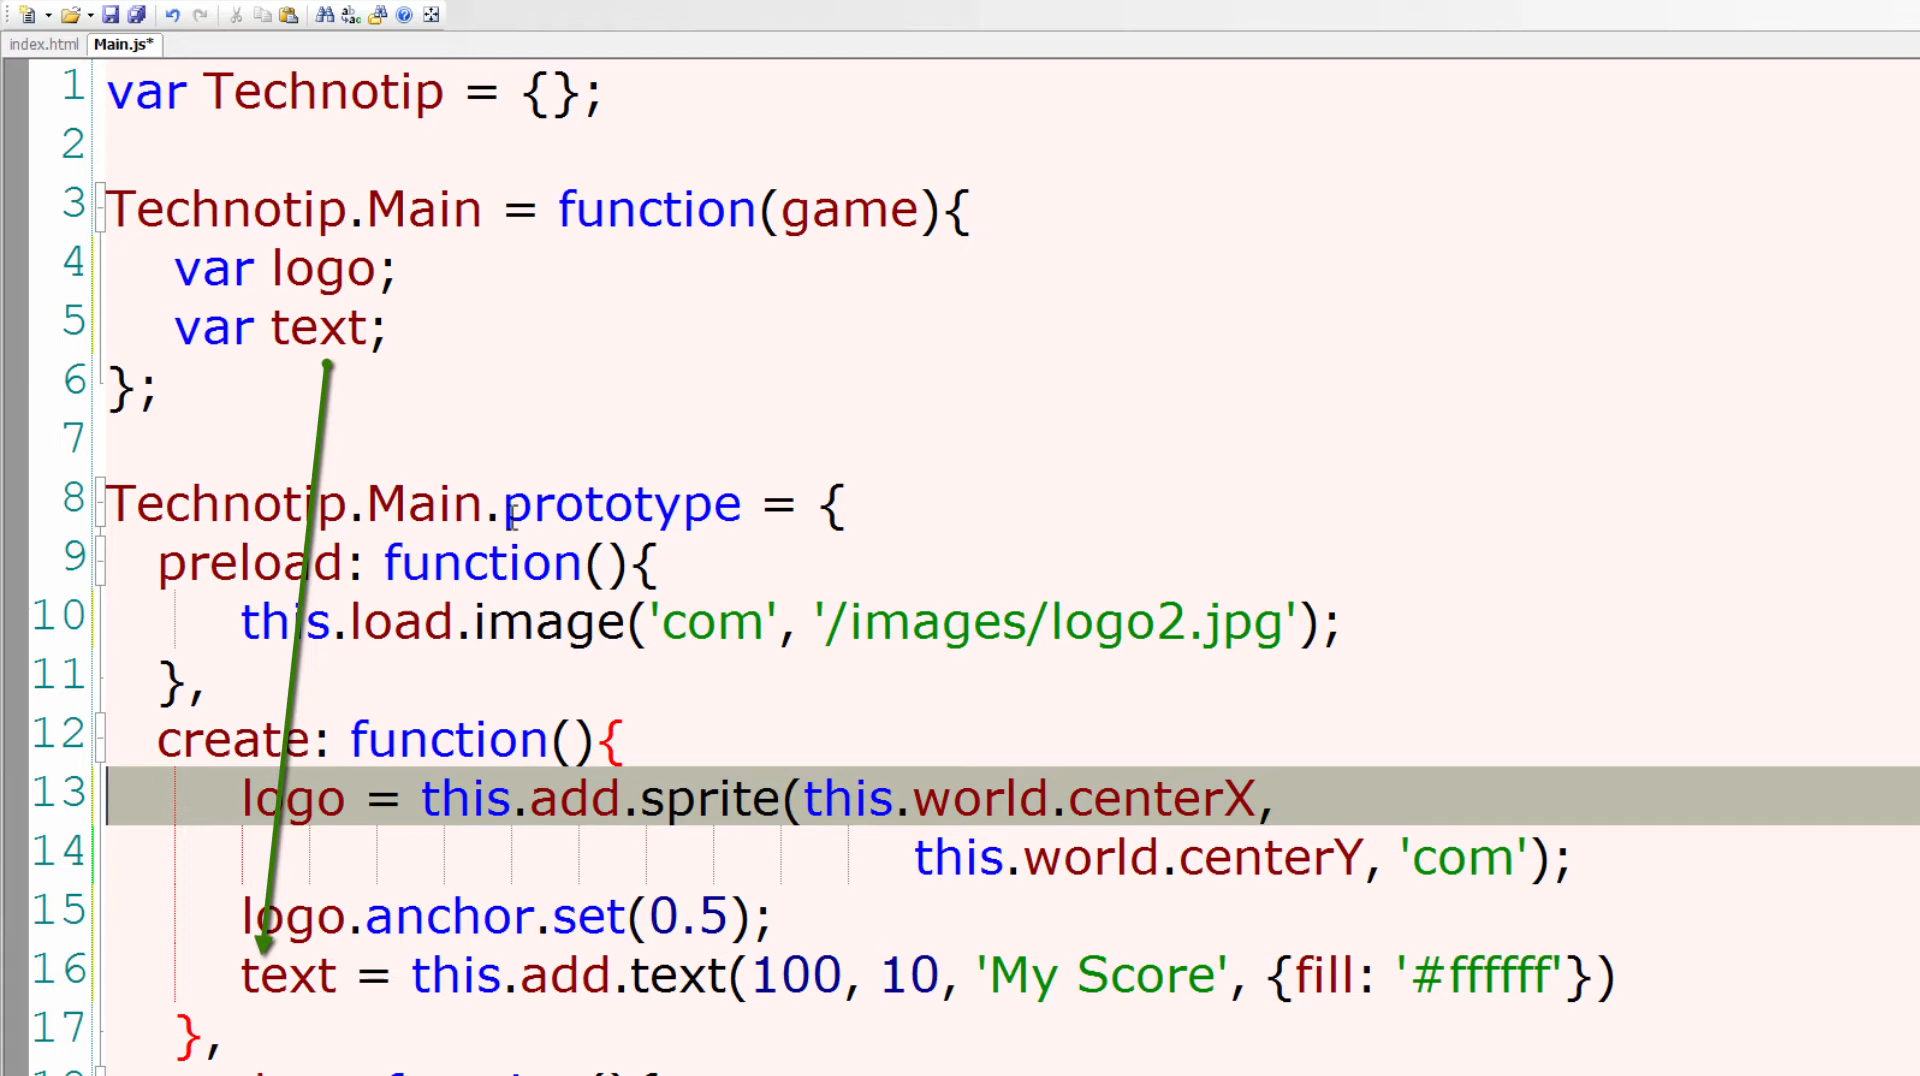 index.html Main.js*
1 var Technotip = {};
2
3 Technotip.Main = function(game){
4 var logo;
5 var text;
6 };
7
8 Technotip.Main.prototype = {
9 preload: function(){
10 this.load.image('com', '/images/logo2.jpg');
11 },
12 create: function(){
13 logo = this.add.sprite(this.world.centerX,
14 this.world.centerY, 'com');
15 logo.anchor.set(0.5);
16 text = this.add.text(100, 10, 'My Score', {fill: '#ffffff'})
17 },